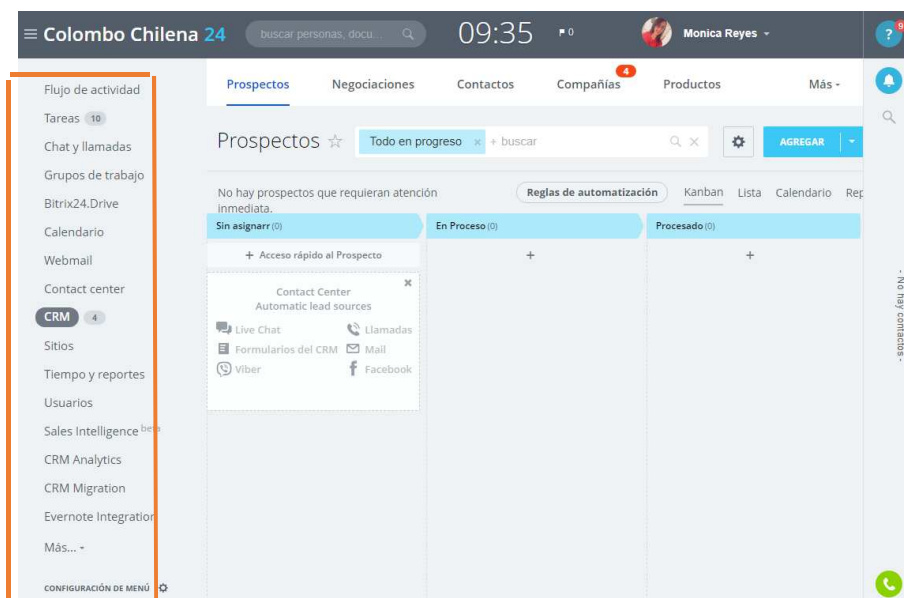 Colombo Chilena 24
buscar personas, docu...
09:35
0
Monica Reyes
?
9
Flujo de actividad
Tareas 10
Chat y llamadas
Grupos de trabajo
Bitrix24.Drive
Calendario
Webmail
Contact center
CRM 4
Sitios
Tiempo y reportes
Usuarios
Sales Intelligence beta
CRM Analytics
CRM Migration
Evernote Integration
Más...
CONFIGURACIÓN DE MENÚ
Prospectos Negociaciones Contactos Compañías 4 Productos Más
Prospectos Todo en progreso x + buscar AGREGAR
No hay prospectos que requieran atención
inmediata.
Reglas de automatización Kanban Lista Calendario Rep
Sin asignarr (0) En Proceso (0) Procesado (0)
+ Acceso rápido al Prospecto + +
Contact Center
Automatic lead sources
Live Chat Llamadas
Formularios del CRM Mail
Viber Facebook
- No hay contactos -